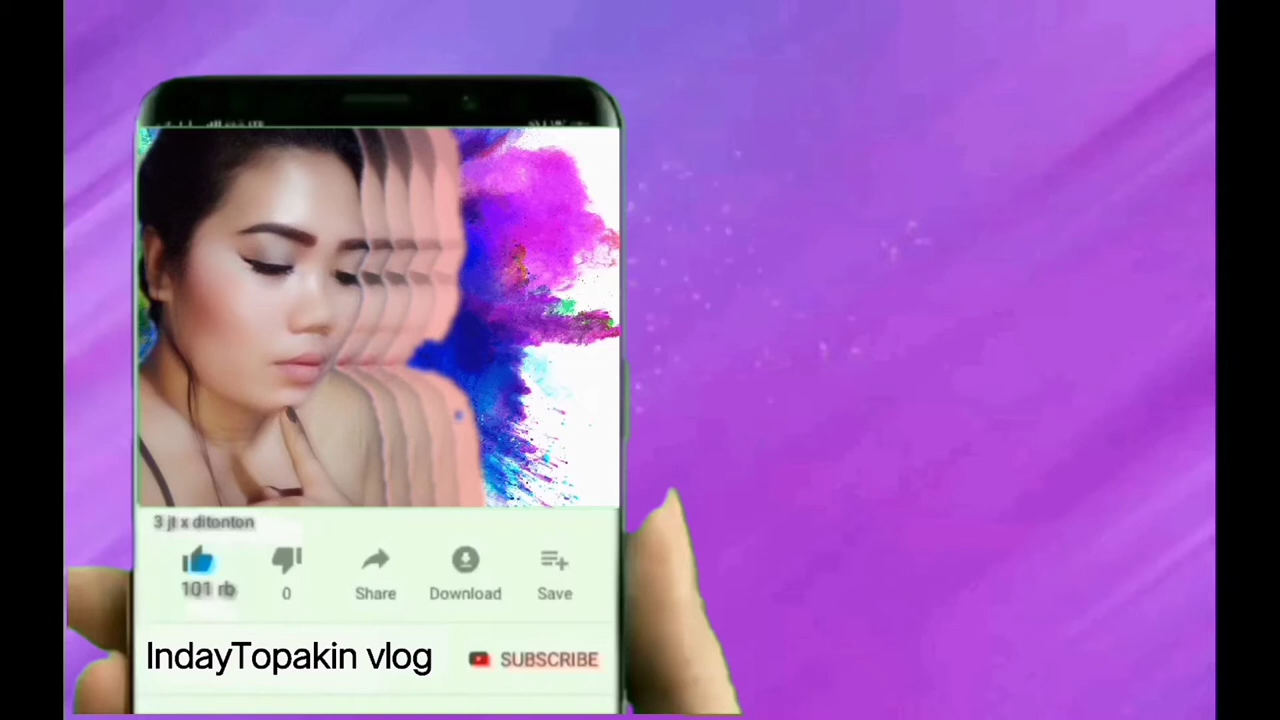 3 jt x ditonton
101 rb
0
Share
Download
Save
IndayTopakin vlog
SUBSCRIBE